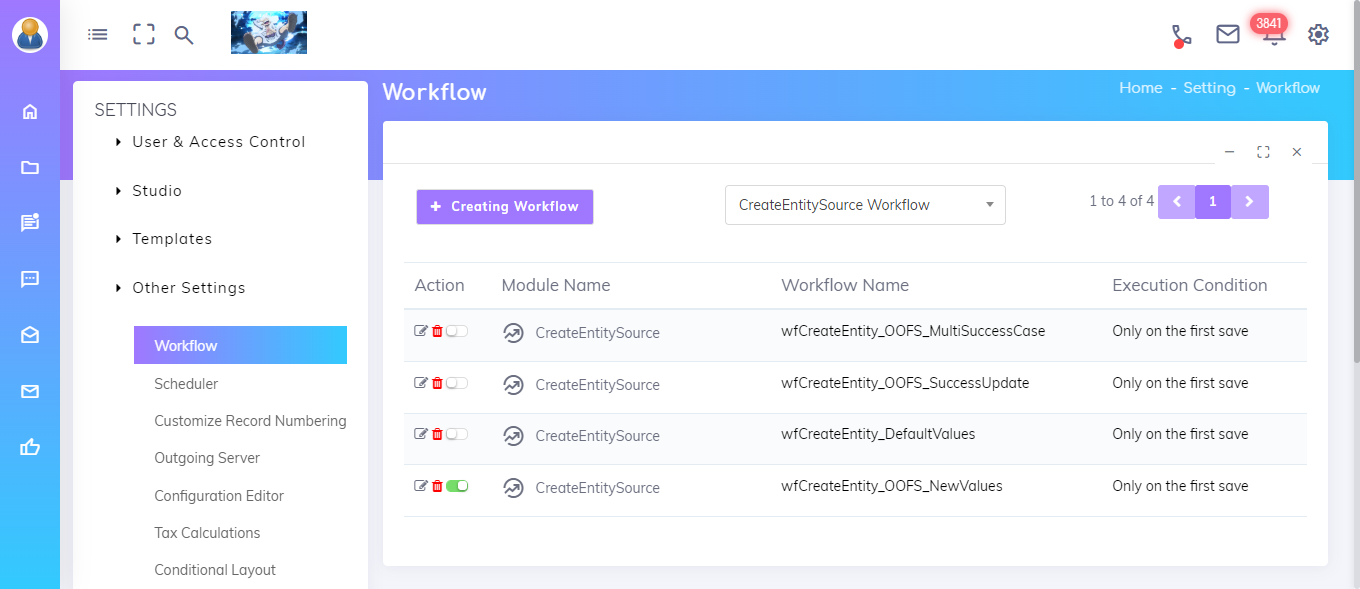 3841
SETTINGS
User & Access Control
Studio
Templates
Other Settings
Workflow
Scheduler
Customize Record Numbering
Outgoing Server
Configuration Editor
Tax Calculations
Conditional Layout
Workflow
Home - Setting - Workflow
+ Creating Workflow
CreateEntitySource Workflow
1 to 4 of 4 1
Action Module Name Workflow Name Execution Condition
CreateEntitySource wfCreateEntity_OOFS_MultiSuccessCase Only on the first save
CreateEntitySource wfCreateEntity_OOFS_SuccessUpdate Only on the first save
CreateEntitySource wfCreateEntity_DefaultValues Only on the first save
CreateEntitySource wfCreateEntity_OOFS_NewValues Only on the first save